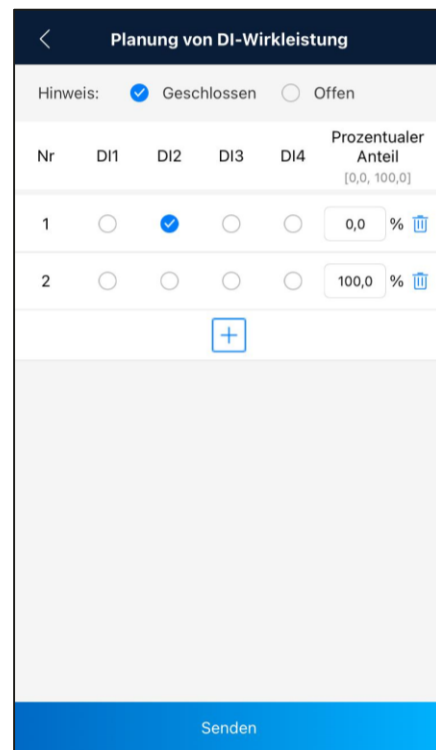 Planung von DI-Wirkleistung
Hinweis: Geschlossen Offen
Nr DI1 DI2 DI3 DI4 Prozentualer Anteil
[0,0, 100,0]
1 0,0 %
2 100,0 %
Senden